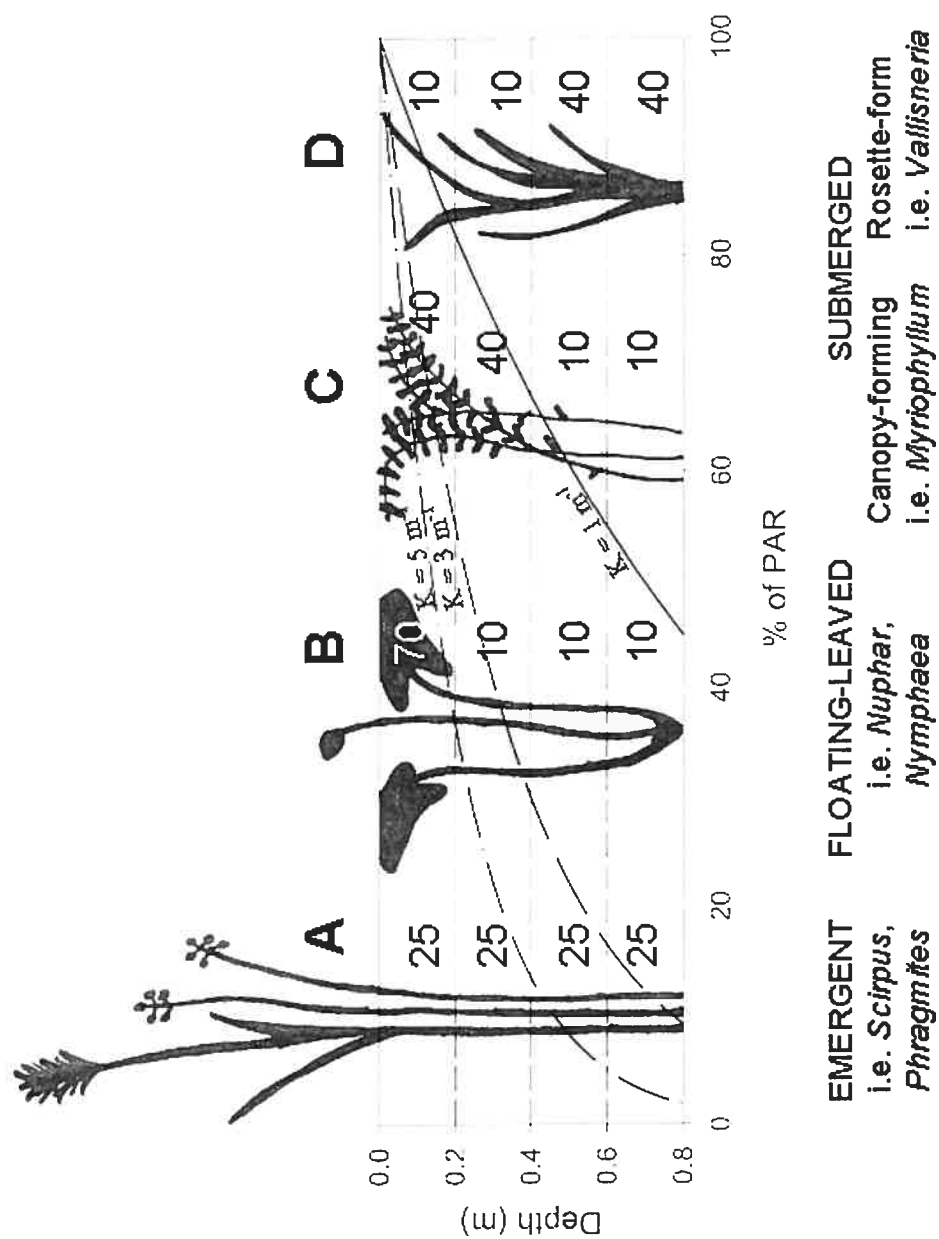 A
B
C
D
25
70
40
10
25
10
40
10
25
10
10
40
25
10
10
40
K = 5 m
K = 3 m⁻¹
K = 1 m⁻¹
Depth (m)
0.0
0.2
0.4
0.6
0.8
0
20
40
60
80
100
% of PAR
EMERGENT
i.e. Scirpus,
Phragmites
FLOATING-LEAVED
i.e. Nuphar,
Nymphaea
SUBMERGED
Canopy-forming
i.e. Myriophyllum
Rosette-form
i.e. Vallisneria